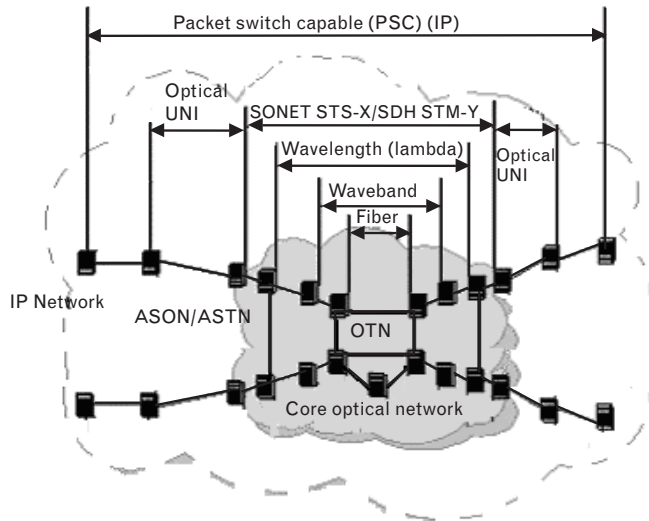 Packet switch capable (PSC) (IP)
Optical
UNI
SONET STS-X/SDH STM-Y
Wavelength (lambda)
Optical
UNI
Waveband
Fiber
IP Network
ASON/ASTN
OTN
Core optical network